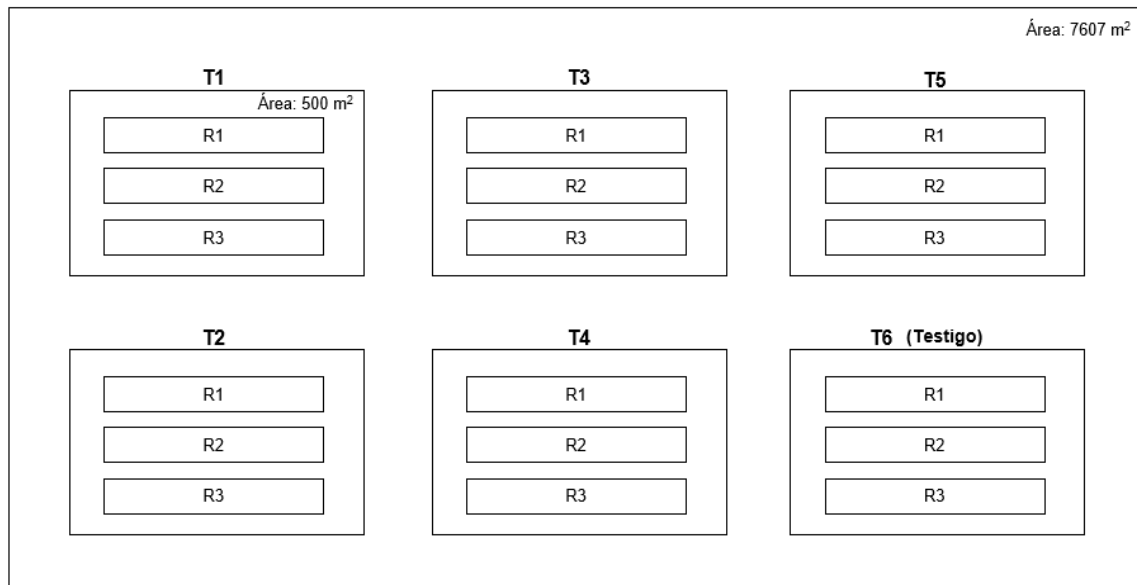 Área: 7607 m²
T1
Área: 500 m²
R1
R2
R3
T3
R1
R2
R3
T5
R1
R2
R3
T2
R1
R2
R3
T4
R1
R2
R3
T6 (Testigo)
R1
R2
R3